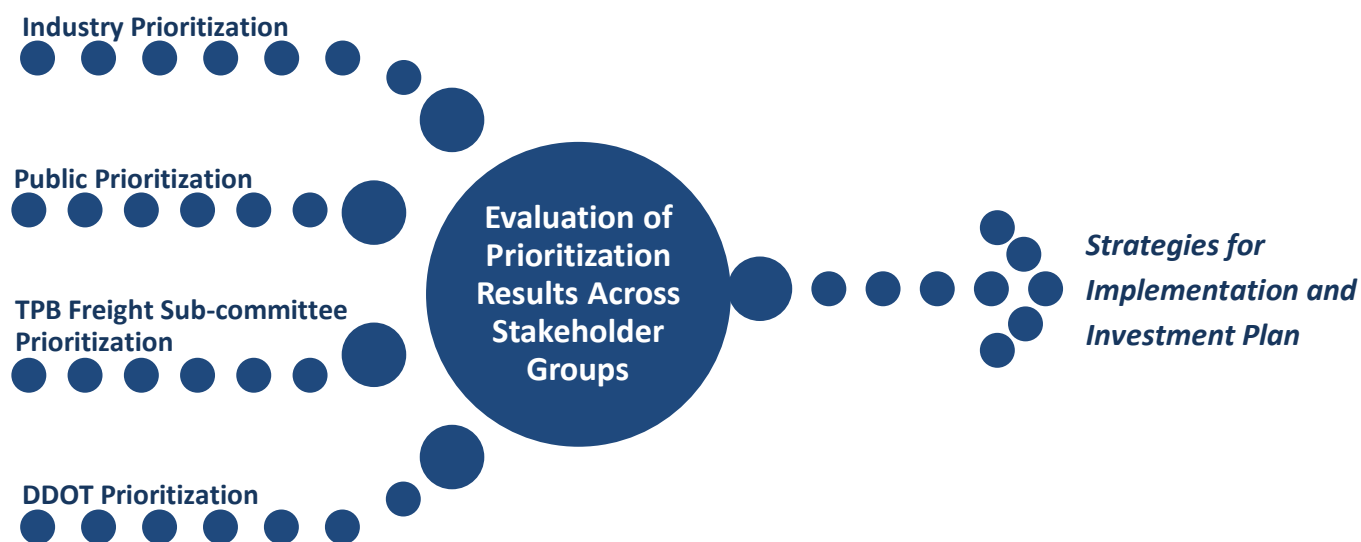 Industry Prioritization
Public Prioritization
TPB Freight Sub-committee
Prioritization
DDOT Prioritization
Evaluation of
Prioritization
Results Across
Stakeholder
Groups
Strategies for
Implementation and
Investment Plan